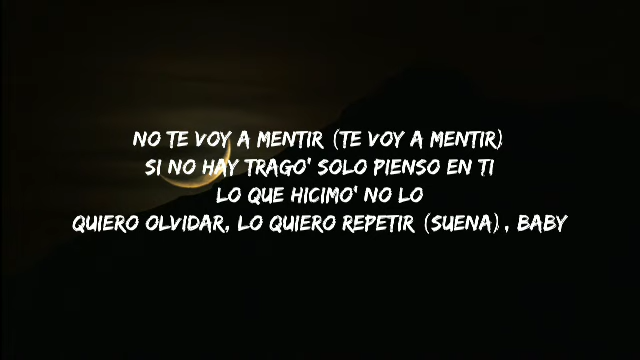 NO TE VOY A MENTIR (TE VOY A MENTIR)
SI NO HAY TRAGO' SOLO PIENSO EN TI
LO QUE HICIMO' NO LO
QUIERO OLVIDAR, LO QUIERO REPETIR (SUENA), BABY